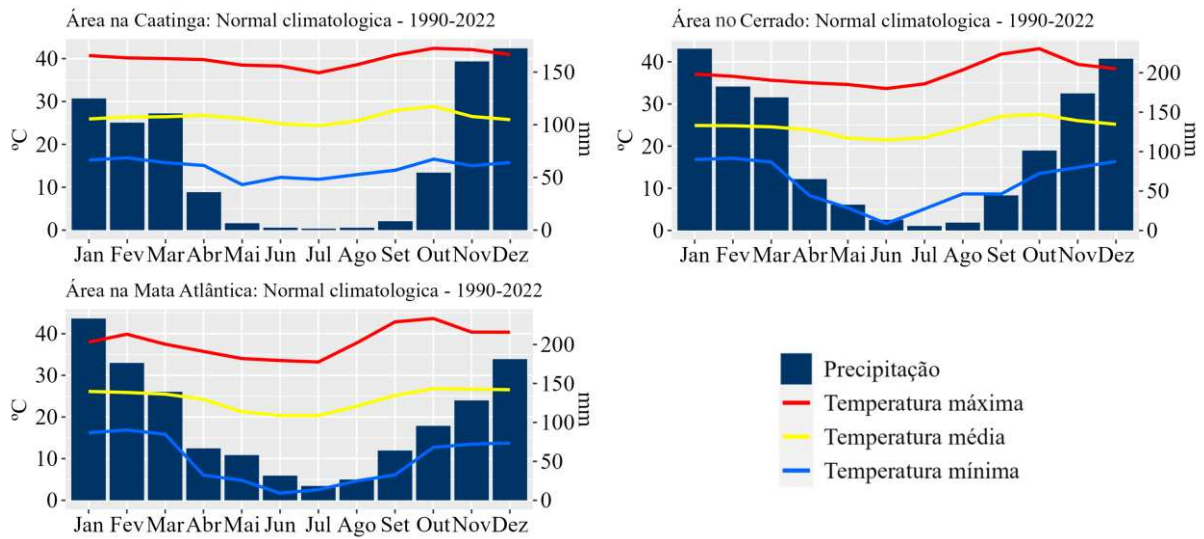 Área na Caatinga: Normal climatologica - 1990-2022
40
30
20
10
0
ºC
150
100
50
0
mm
Jan Fev Mar Abr Mai Jun Jul Ago Set Out Nov Dez
Área no Cerrado: Normal climatologica - 1990-2022
40
30
20
10
0
ºC
200
150
100
50
0
mm
Jan Fev Mar Abr Mai Jun Jul Ago Set Out Nov Dez
Área na Mata Atlântica: Normal climatologica - 1990-2022
40
30
20
10
0
ºC
200
150
100
50
0
mm
Jan Fev Mar Abr Mai Jun Jul Ago Set Out Nov Dez
Precipitação
Temperatura máxima
Temperatura média
Temperatura mínima